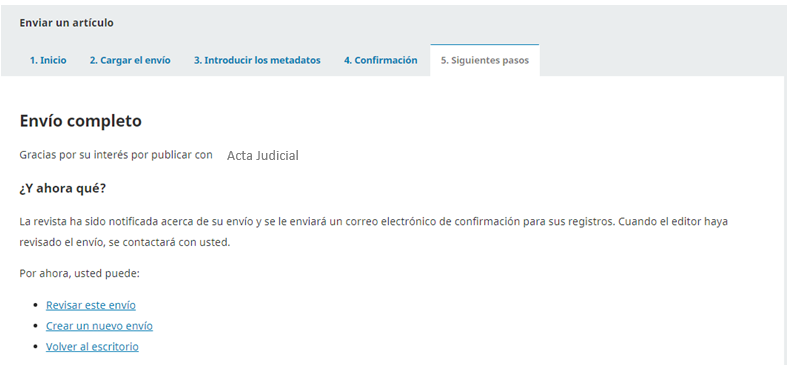 Enviar un artículo
1. Inicio 2. Cargar el envío 3. Introducir los metadatos 4. Confirmación 5. Siguientes pasos
Envío completo
Gracias por su interés por publicar con Acta Judicial
¿Y ahora qué?
La revista ha sido notificada acerca de su envío y se le enviará un correo electrónico de confirmación para sus registros. Cuando el editor haya
revisado el envío, se contactará con usted.
Por ahora, usted puede:
Revisar este envío
Crear un nuevo envío
Volver al escritorio